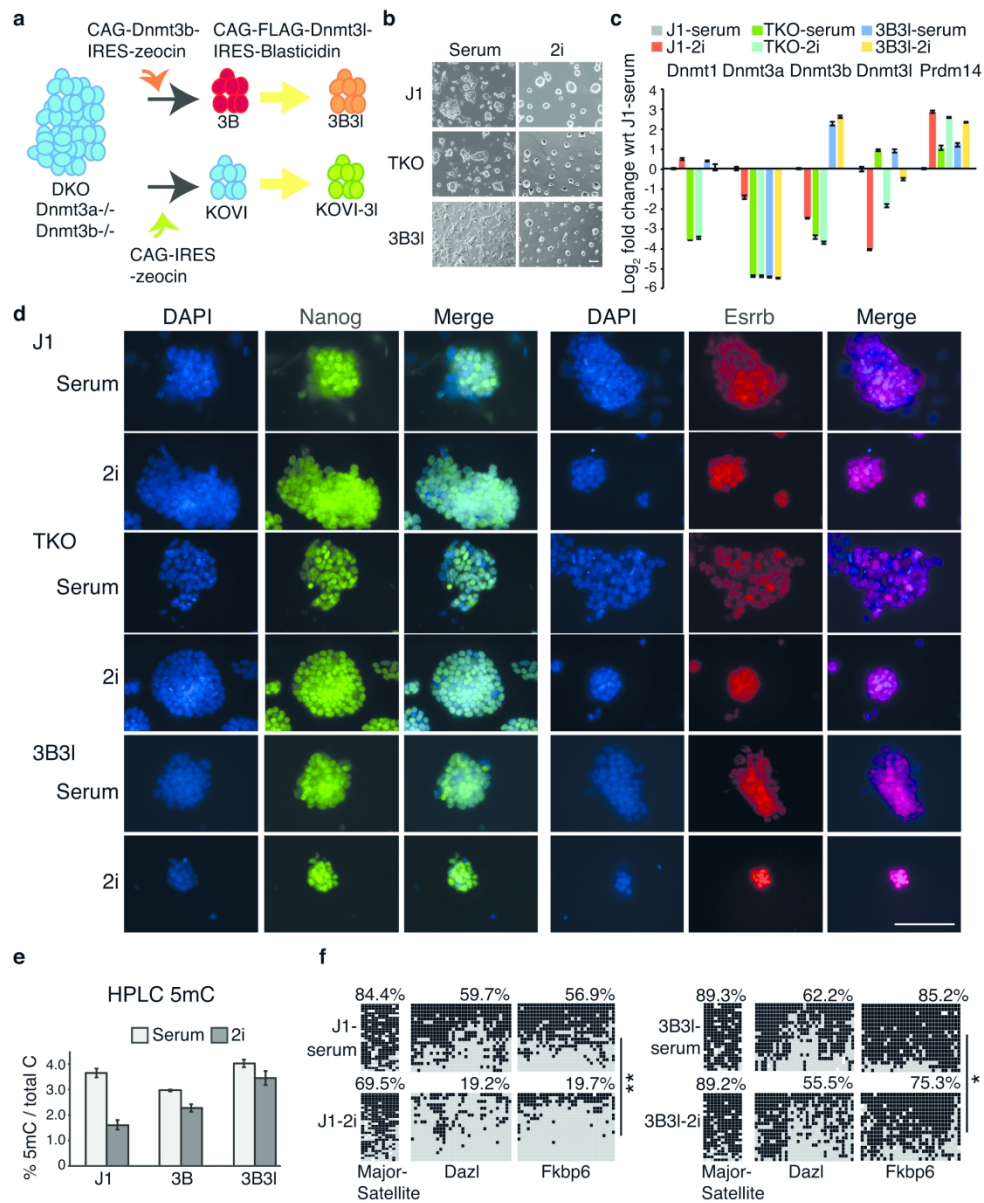 a
CAG-Dnmt3b-
IRES-zeocin
CAG-FLAG-Dnmt3l-
IRES-Blasticidin
3B
3B3l
DKO
Dnmt3a-/-
Dnmt3b-/-
KOVI
KOVI-3l
CAG-IRES
-zeocin
b
Serum 2i
J1
TKO
3B3l
c
J1-serum TKO-serum 3B3l-serum
J1-2i TKO-2i 3B3l-2i
Dnmt1 Dnmt3a Dnmt3b Dnmt3l Prdm14
Log2 fold change wrt J1-serum
4
3
2
1
0
-1
-2
-3
-4
-5
-6
d
DAPI Nanog Merge DAPI Esrrb Merge
J1
Serum
2i
TKO
Serum
2i
3B3l
Serum
2i
e
HPLC 5mC
Serum 2i
% 5mC / total C
4.0
3.0
2.0
1.0
0
J1 3B 3B3l
f
84.4% 59.7% 56.9%
J1-
serum
69.5% 19.2% 19.7%
J1-2i
**
Major-
Satellite
Dazl Fkbp6
89.3% 62.2% 85.2%
3B3l-
serum
89.2% 55.5% 75.3%
3B3l-2i
*
Major-
Satellite
Dazl Fkbp6